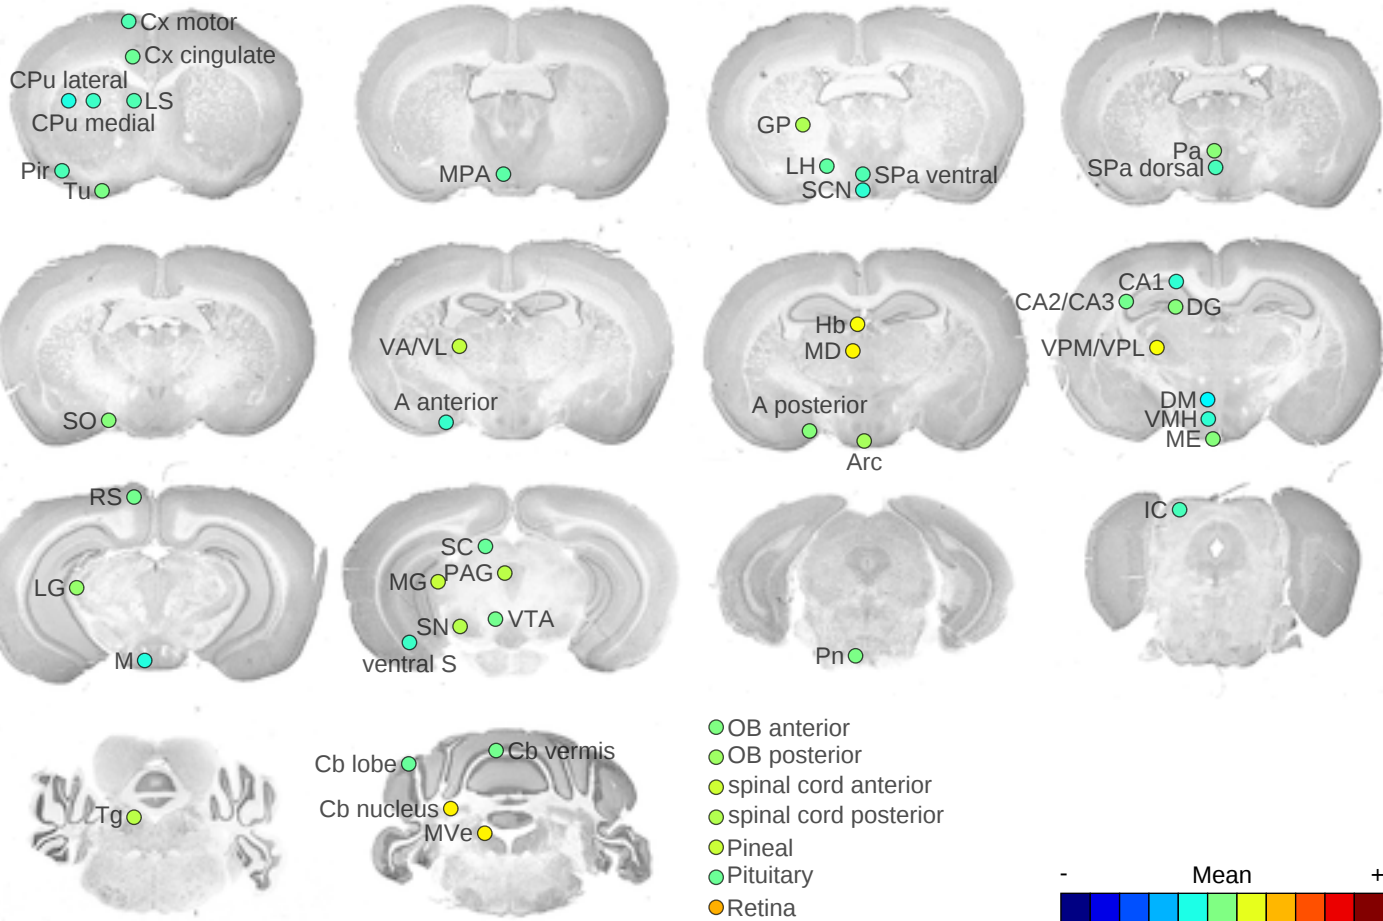 Cx motor
Cx cingulate
CPu lateral
LS
CPu medial
Pir
Tu
MPA
GP
LH
SPa ventral
SCN
Pa
SPa dorsal
SO
VA/VL
A anterior
Hb
MD
A posterior
Arc
CA1
CA2/CA3
DG
VPM/VPL
DM
VMH
ME
RS
LG
M
SC
MG
PAG
SN
VTA
ventral S
Pn
IC
Tg
Cb vermis
Cb lobe
Cb nucleus
MVe
OB anterior
OB posterior
spinal cord anterior
spinal cord posterior
Pineal
Pituitary
Retina
- Mean +